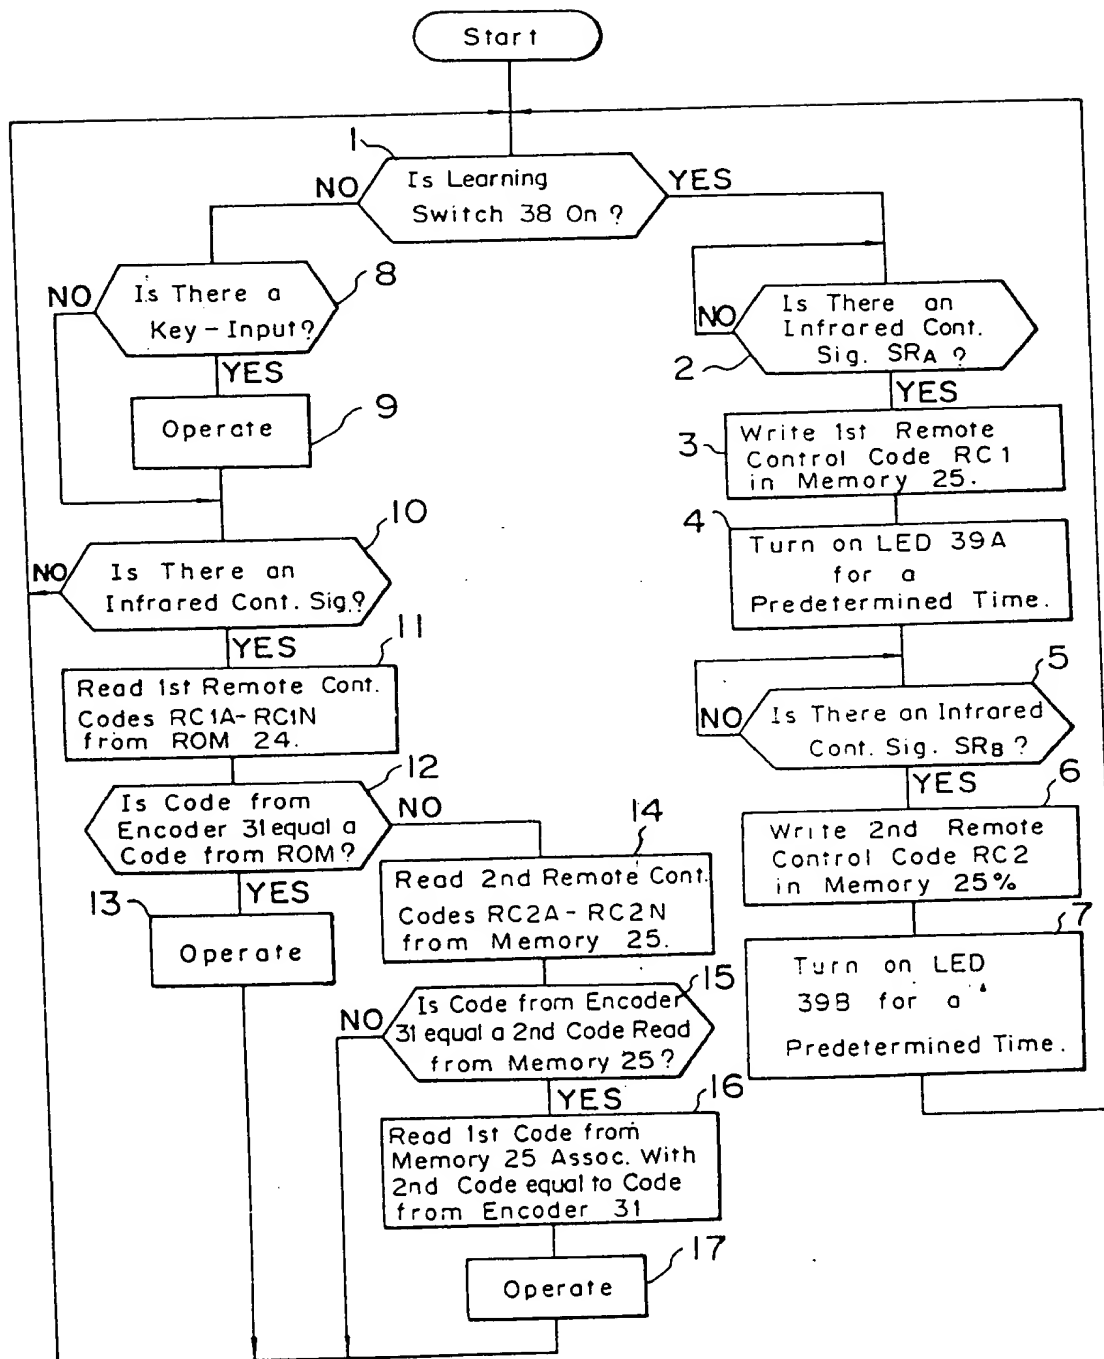 Start
1
Is Learning
Switch 38 On ?
NO
YES
8
Is There a
Key-Input?
NO
YES
9
Operate
10
Is There an
Infrared Cont. Sig.?
NO
YES
11
Read 1st Remote Cont.
Codes RC1A-RC1N
from ROM 24.
12
Is Code from
Encoder 31 equal a
Code from ROM?
NO
YES
13
Operate
14
Read 2nd Remote Cont.
Codes RC2A-RC2N
from Memory 25.
15
Is Code from Encoder
31 equal a 2nd Code Read
from Memory 25?
NO
YES
16
Read 1st Code from
Memory 25 Assoc. With
2nd Code equal to Code
from Encoder 31
17
Operate
Is There an
Infrared Cont.
Sig. SRA ?
NO
2
YES
3
Write 1st Remote
Control Code RC1
in Memory 25.
4
Turn on LED 39A
for a
Predetermined Time.
5
Is There an Infrared
Cont. Sig. SRB ?
NO
YES
6
Write 2nd Remote
Control Code RC2
in Memory 25%
7
Turn on LED
39B for a
Predetermined Time.